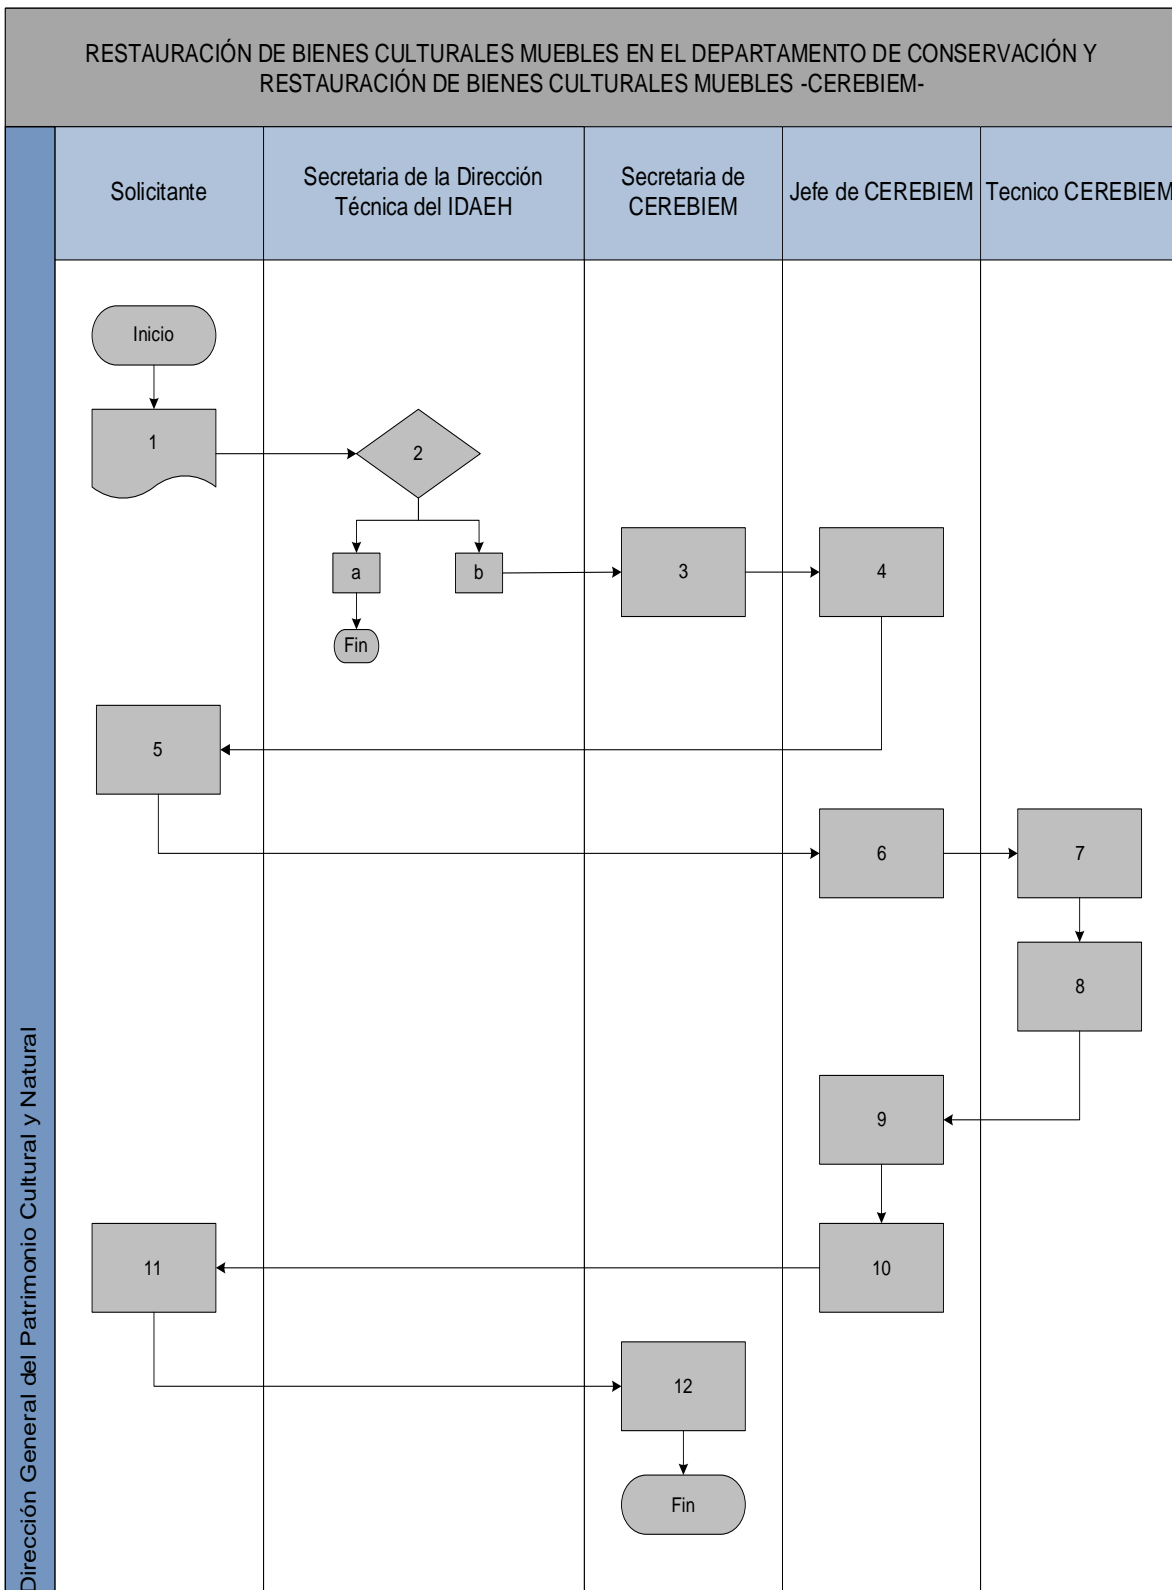 RESTAURACIÓN DE BIENES CULTURALES MUEBLES EN EL DEPARTAMENTO DE CONSERVACIÓN Y
RESTAURACIÓN DE BIENES CULTURALES MUEBLES -CEREBIEM-
Solicitante
Secretaria de la Dirección
Técnica del IDAEH
Secretaria de
CEREBIEM
Jefe de CEREBIEM
Tecnico CEREBIEM
Dirección General del Patrimonio Cultural y Natural
Inicio
1
2
a
b
Fin
3
4
5
6
7
8
9
10
11
12
Fin